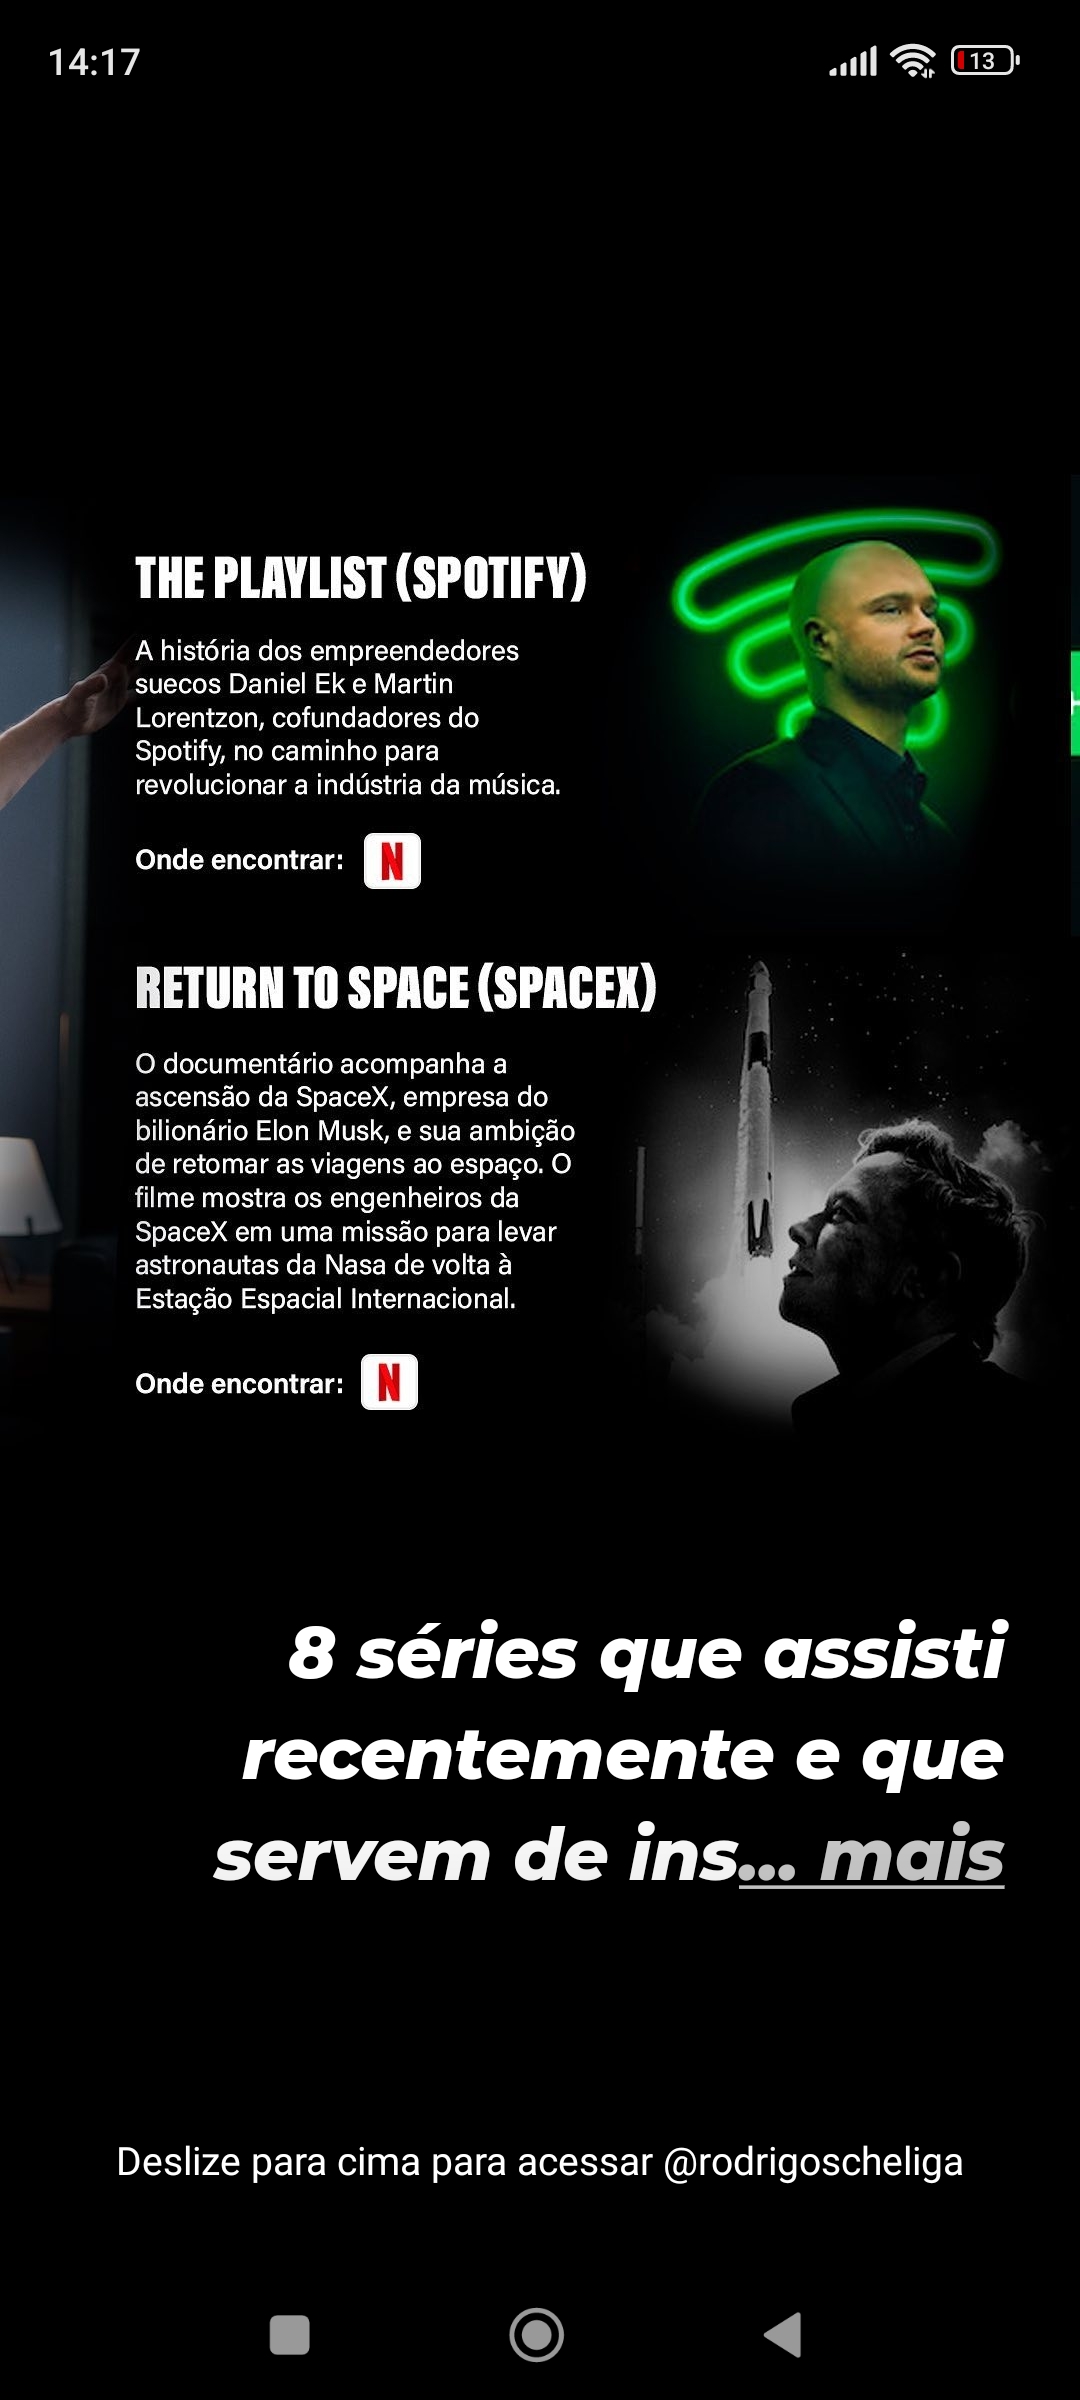 14:17
13
THE PLAYLIST (SPOTIFY)
A história dos empreendedores
suecos Daniel Ek e Martin
Lorentzon, cofundadores do
Spotify, no caminho para
revolucionar a indústria da música.
Onde encontrar: N
RETURN TO SPACE (SPACEX)
O documentário acompanha a
ascensão da SpaceX, empresa do
bilionário Elon Musk, e sua ambição
de retomar as viagens ao espaço. O
filme mostra os engenheiros da
SpaceX em uma missão para levar
astronautas da Nasa de volta à
Estação Espacial Internacional.
Onde encontrar: N
8 séries que assisti
recentemente e que
servem de ins... mais
Deslize para cima para acessar @rodrigoscheliga